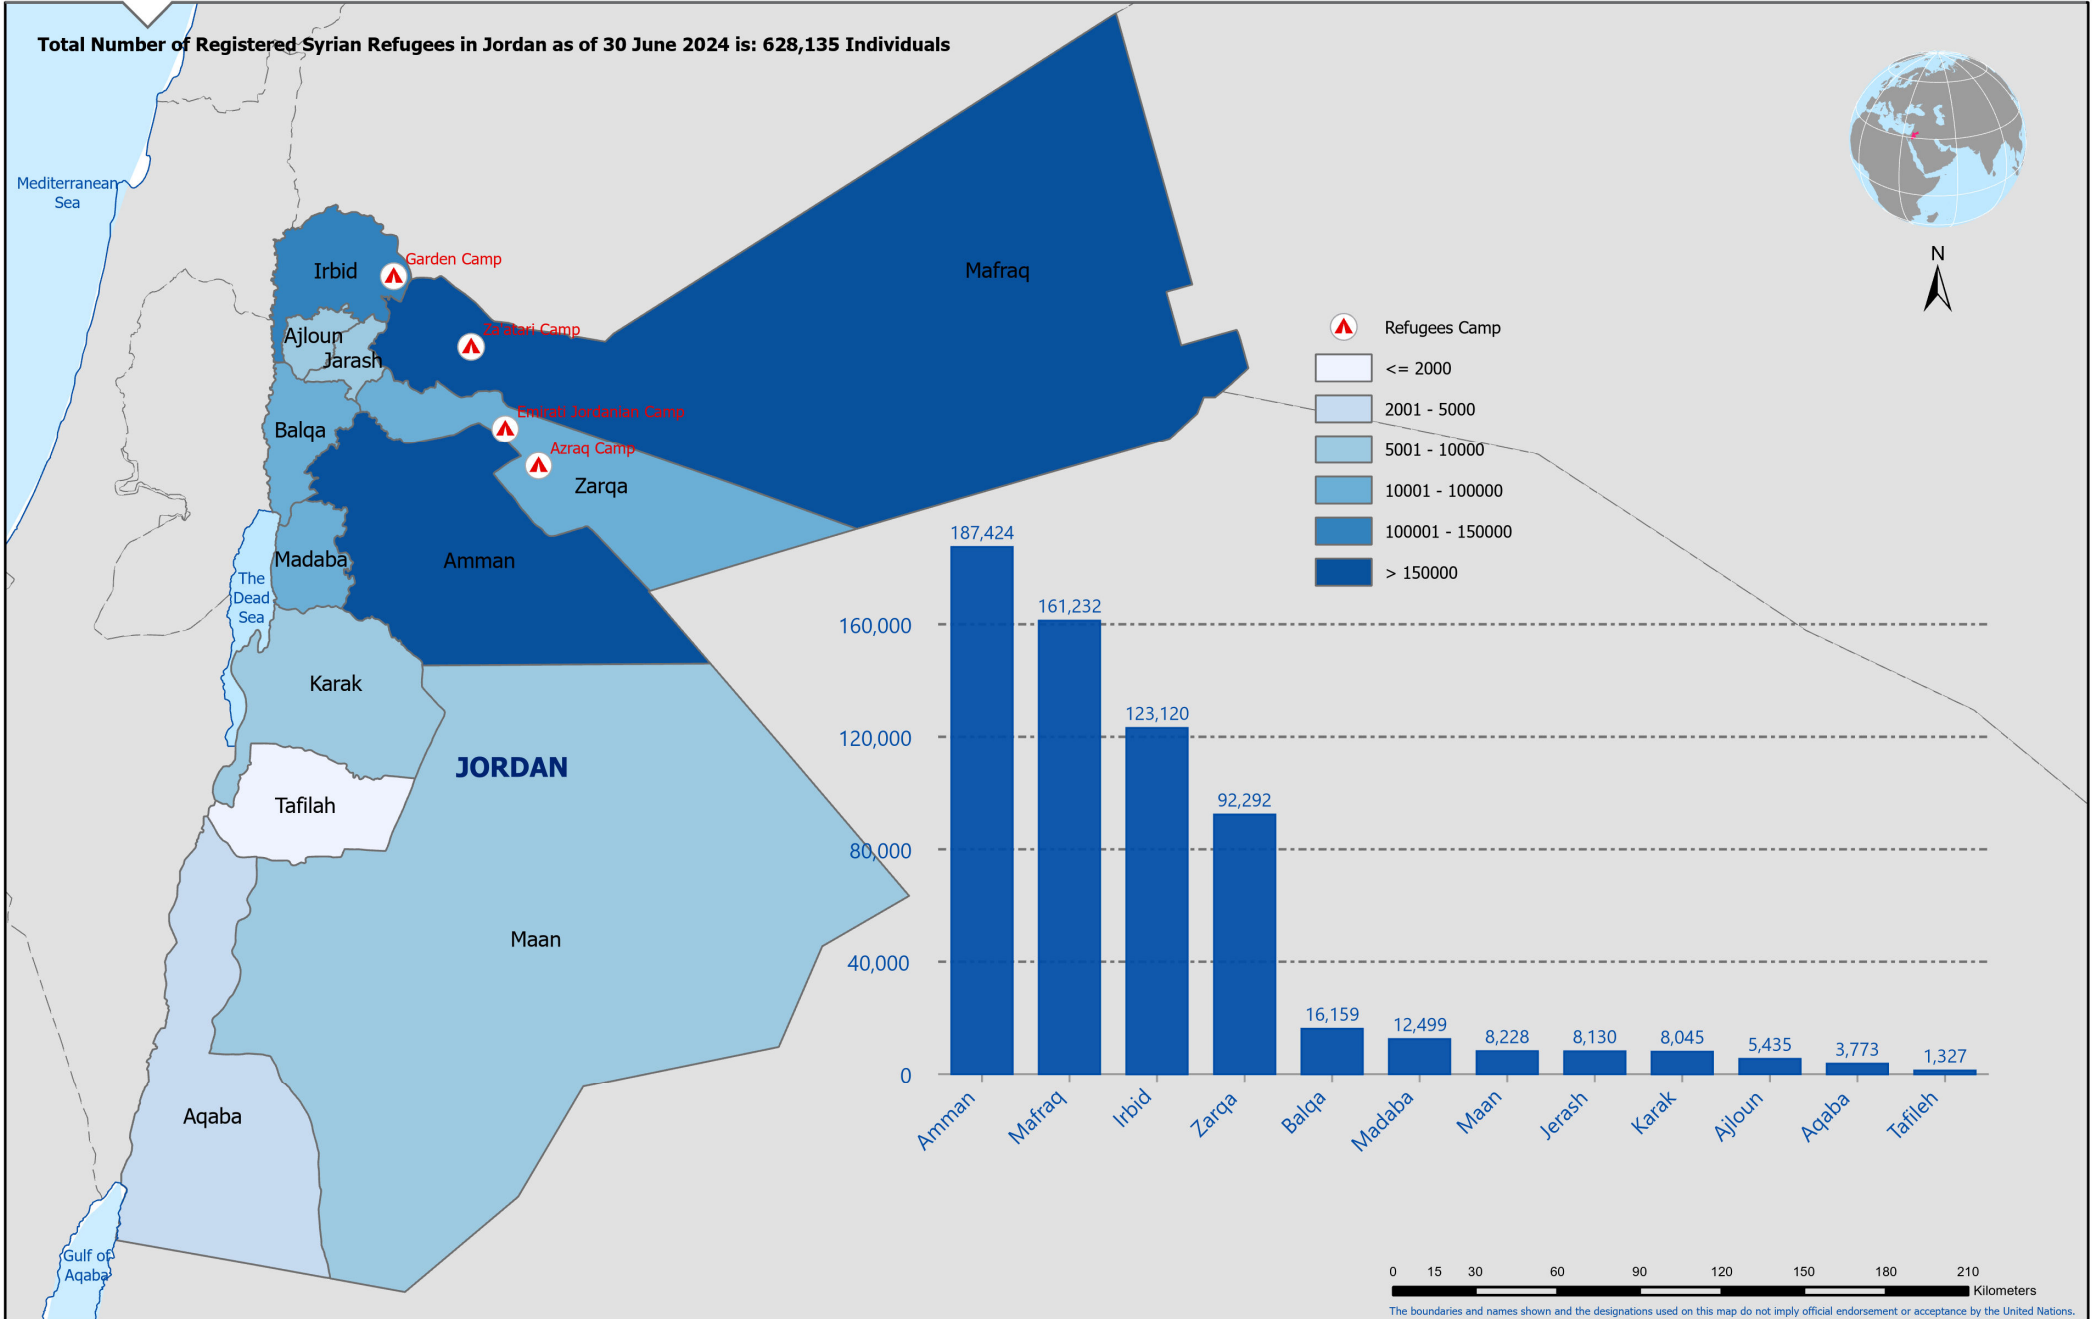 Total Number of Registered Syrian Refugees in Jordan as of 30 June 2024 is: 628,135 Individuals
Mediterranean
Sea
N
Irbid
Garden Camp
Mafraq
Ajloun
Jarash
Za'atari Camp
Refugees Camp
<= 2000
2001 - 5000
5001 - 10000
10001 - 100000
100001 - 150000
> 150000
Balqa
Emirati Jordanian Camp
Azraq Camp
Zarqa
Madaba
Amman
The
Dead
Sea
Karak
JORDAN
Tafilah
Maan
Aqaba
Gulf of
Aqaba
187,424
161,232
123,120
92,292
16,159
12,499
8,228
8,130
8,045
5,435
3,773
1,327
160,000
120,000
80,000
40,000
0
Amman
Mafraq
Irbid
Zarqa
Balqa
Madaba
Maan
Jerash
Karak
Ajloun
Aqaba
Tafileh
0 15 30 60 90 120 150 180 210
Kilometers
The boundaries and names shown and the designations used on this map do not imply official endorsement or acceptance by the United Nations.